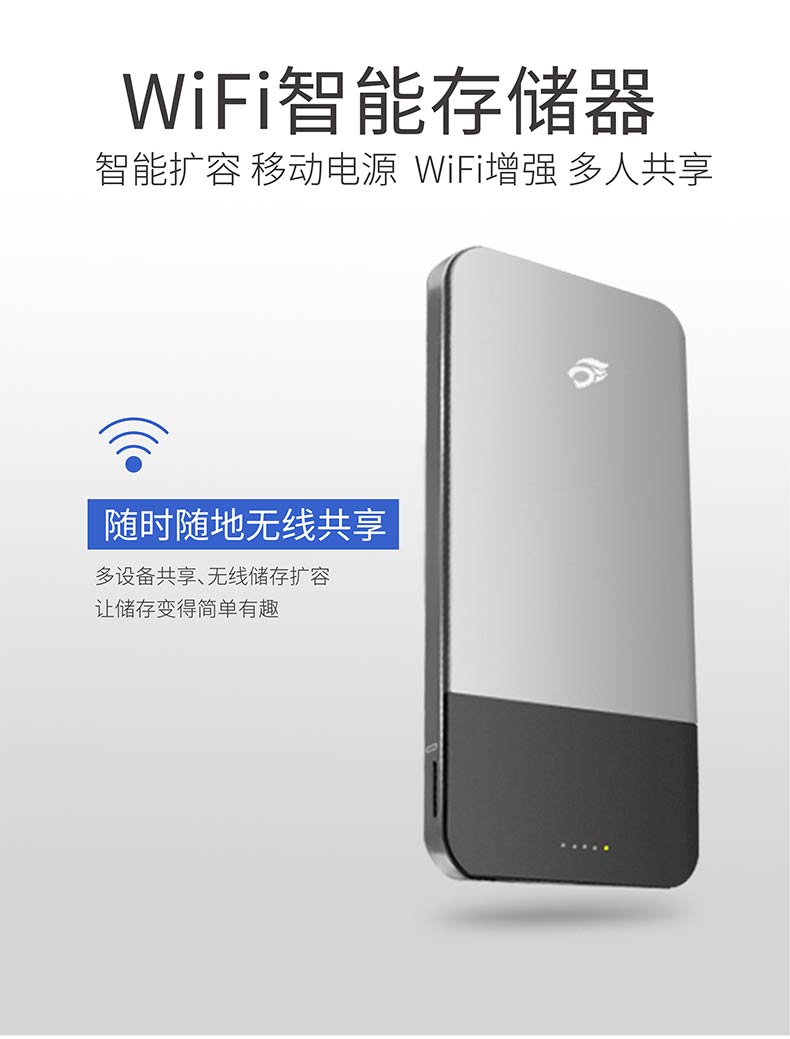 WiFi智能存储器
智能扩容 移动电源 WiFi增强 多人共享
随时随地无线共享
多设备共享、无线储存扩容
让储存变得简单有趣